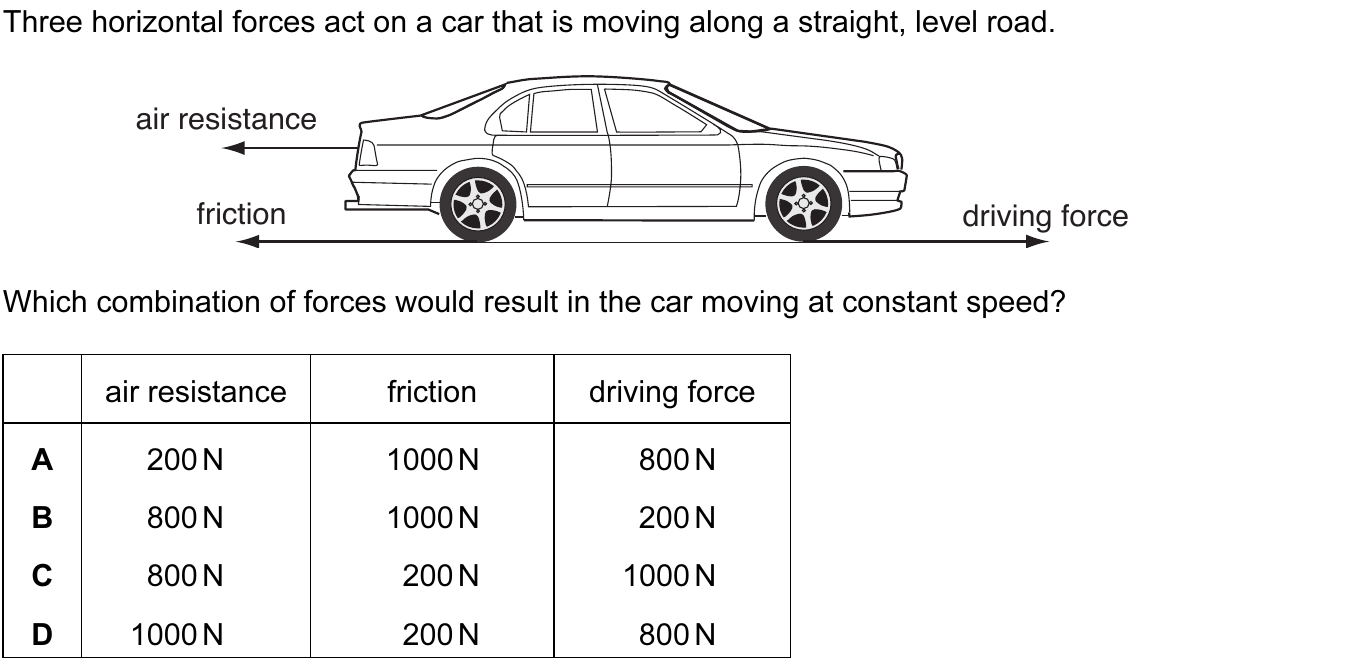 Three horizontal forces act on a car that is moving along a straight, level road.
air resistance
friction
driving force
Which combination of forces would result in the car moving at constant speed?
air resistance friction driving force
A 200 N 1000 N 800 N
B 800 N 1000 N 200 N
C 800 N 200 N 1000 N
D 1000 N 200 N 800 N